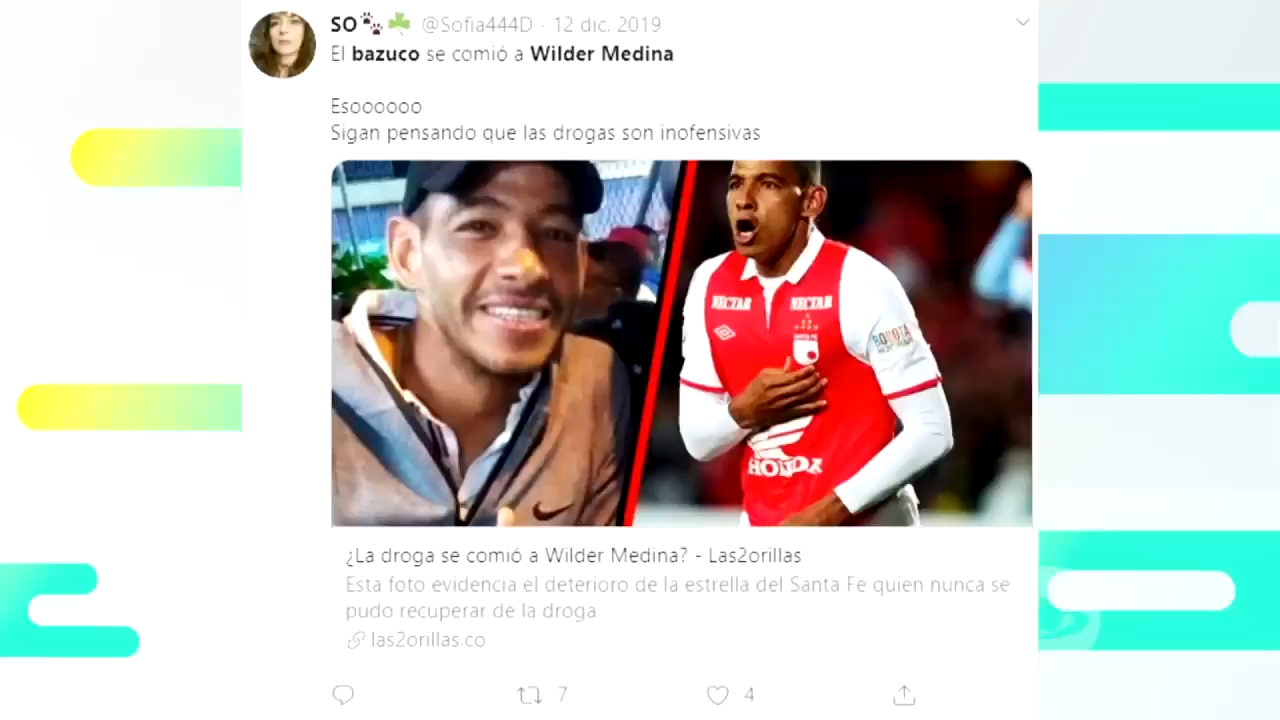 SO @Sofia444D · 12 dic. 2019
El bazuco se comió a Wilder Medina
Esoooooo
Sigan pensando que las drogas son inofensivas
NECTAR NECTAR
SANTA FE
BOGOTÁ
HONDA
¿La droga se comió a Wilder Medina? - Las2orillas
Esta foto evidencia el deterioro de la estrella del Santa Fe quien nunca se
pudo recuperar de la droga
las2orillas.co
7 4